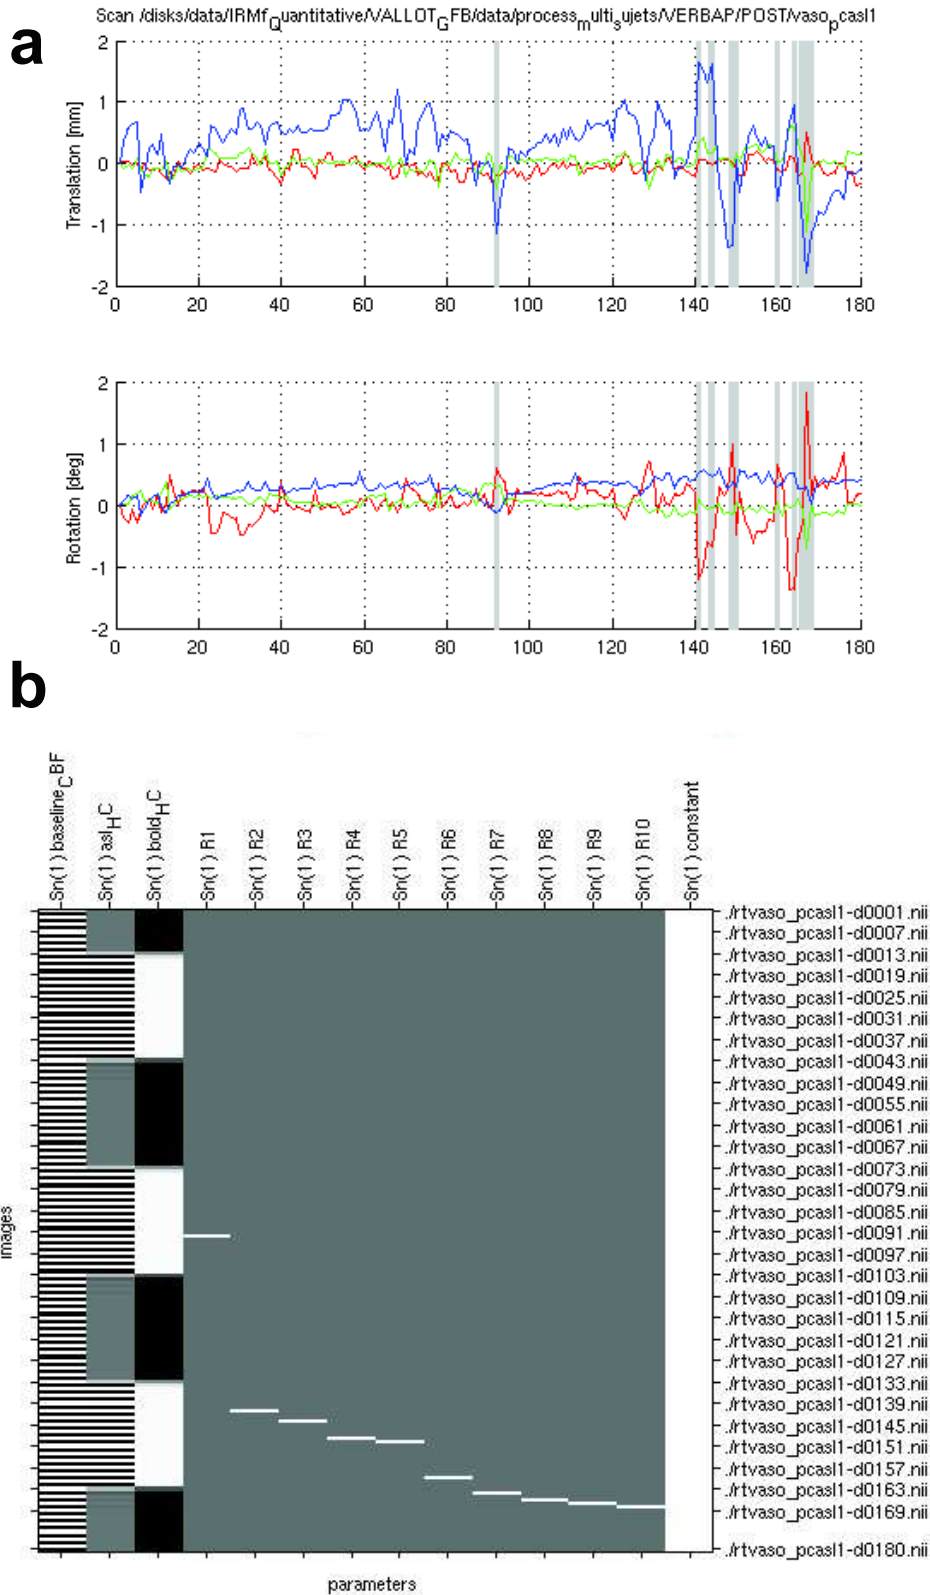 a
Scan /disks/data/IRMf_Quantitative/VALLOT_GFB/data/process_multi_sujets/VERBAP/POST/vaso_pcasl1
2
1
0
-1
-2
Translation [mm]
0 20 40 60 80 100 120 140 160 180
2
1
0
-1
-2
Rotation [deg]
0 20 40 60 80 100 120 140 160 180
b
Sn(1) baseline_CBF
Sn(1) asl_HC
Sn(1) bold_HC
Sn(1) R1
Sn(1) R2
Sn(1) R3
Sn(1) R4
Sn(1) R5
Sn(1) R6
Sn(1) R7
Sn(1) R8
Sn(1) R9
Sn(1) R10
Sn(1) constant
images
./rtvaso_pcasl1-d0001.nii
./rtvaso_pcasl1-d0007.nii
./rtvaso_pcasl1-d0013.nii
./rtvaso_pcasl1-d0019.nii
./rtvaso_pcasl1-d0025.nii
./rtvaso_pcasl1-d0031.nii
./rtvaso_pcasl1-d0037.nii
./rtvaso_pcasl1-d0043.nii
./rtvaso_pcasl1-d0049.nii
./rtvaso_pcasl1-d0055.nii
./rtvaso_pcasl1-d0061.nii
./rtvaso_pcasl1-d0067.nii
./rtvaso_pcasl1-d0073.nii
./rtvaso_pcasl1-d0079.nii
./rtvaso_pcasl1-d0085.nii
./rtvaso_pcasl1-d0091.nii
./rtvaso_pcasl1-d0097.nii
./rtvaso_pcasl1-d0103.nii
./rtvaso_pcasl1-d0109.nii
./rtvaso_pcasl1-d0115.nii
./rtvaso_pcasl1-d0121.nii
./rtvaso_pcasl1-d0127.nii
./rtvaso_pcasl1-d0133.nii
./rtvaso_pcasl1-d0139.nii
./rtvaso_pcasl1-d0145.nii
./rtvaso_pcasl1-d0151.nii
./rtvaso_pcasl1-d0157.nii
./rtvaso_pcasl1-d0163.nii
./rtvaso_pcasl1-d0169.nii
./rtvaso_pcasl1-d0180.nii
parameters